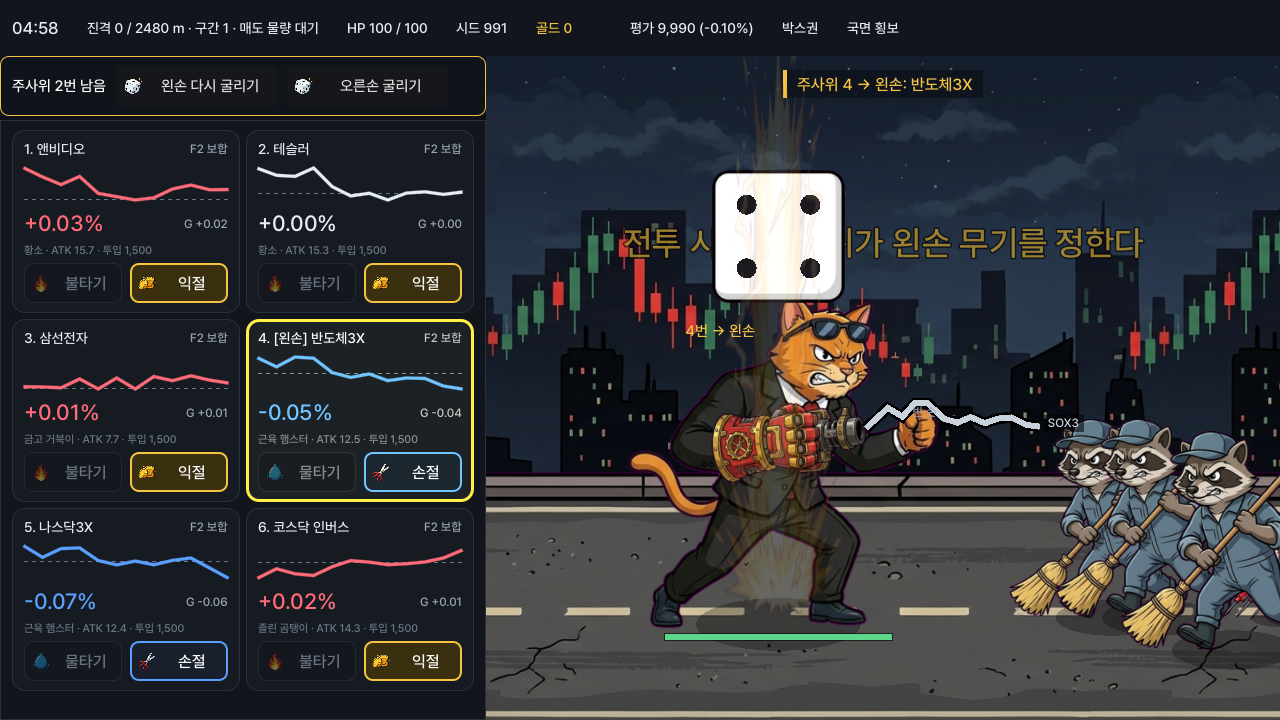 04:58 진격 0 / 2480 m · 구간 1 · 매도 물량 대기 HP 100 / 100 시드 991 골드 0 평가 9,990 (-0.10%) 박스권 국면 횡보
주사위 2번 남음 왼손 다시 굴리기 오른손 굴리기
1. 앤비디오 F2 보합
+0.03% G +0.02
황소 · ATK 15.7 · 투입 1,500
불타기 익절
2. 테슬러 F2 보합
+0.00% G +0.00
황소 · ATK 15.3 · 투입 1,500
불타기 익절
3. 삼선전자 F2 보합
+0.01% G +0.01
금고 거북이 · ATK 7.7 · 투입 1,500
불타기 익절
4. [왼손] 반도체3X F2 보합
-0.05% G -0.04
근육 햄스터 · ATK 12.5 · 투입 1,500
물타기 손절
5. 나스닥3X F2 보합
-0.07% G -0.06
근육 햄스터 · ATK 12.4 · 투입 1,500
물타기 손절
6. 코스닥 인버스 F2 보합
+0.02% G +0.01
졸린 곰탱이 · ATK 14.3 · 투입 1,500
불타기 익절
주사위 4 → 왼손: 반도체3X
전투 가 왼손 무기를 정한다
4번 → 왼손
SOX3